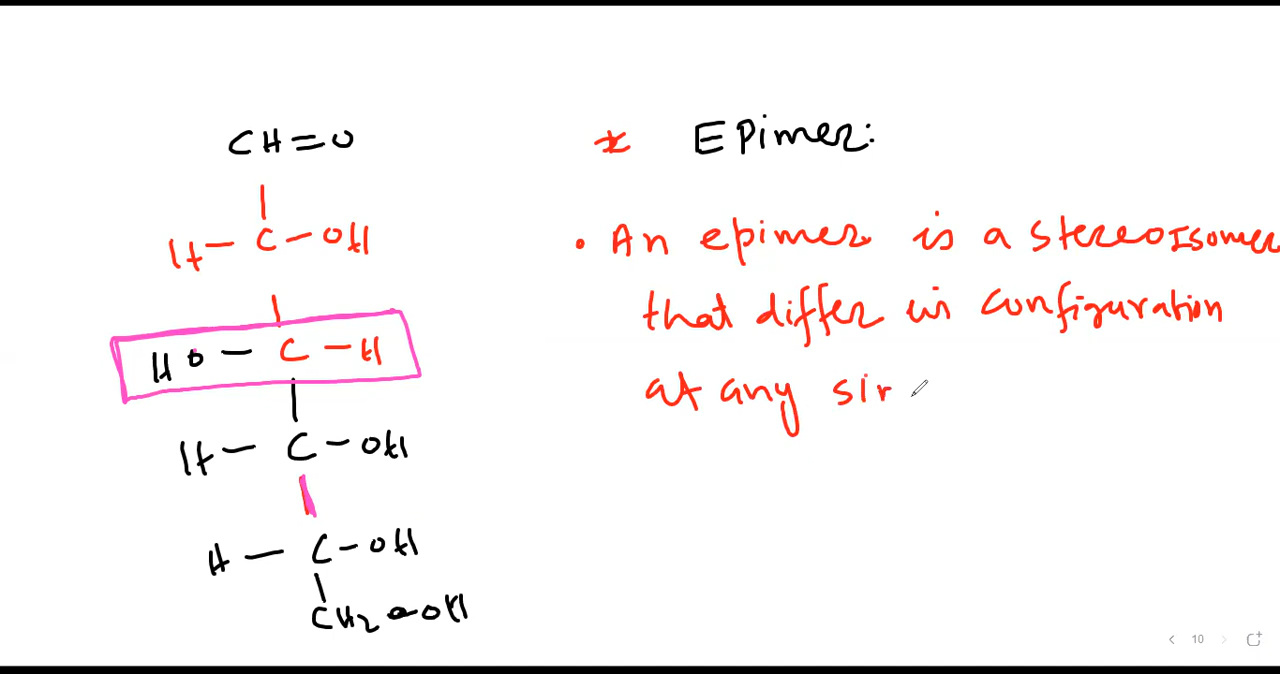 CH=O
* Epimer:
H - C - OH
• An epimer is a stereoisomer
that differ in configuration
HO - C - H
at any sir
H - C - OH
H - C - OH
CH2 - OH
10